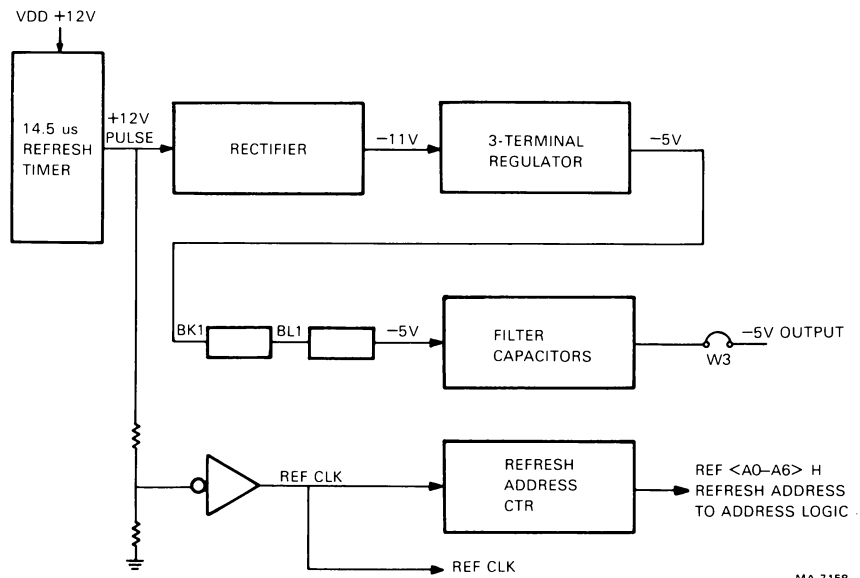 VDD +12V
14.5 us
REFRESH
TIMER
+12V
PULSE
RECTIFIER
−11V
3-TERMINAL
REGULATOR
−5V
BK1
BL1
−5V
FILTER
CAPACITORS
−5V OUTPUT
W3
REF CLK
REFRESH
ADDRESS
CTR
REF <A0–A6> H
REFRESH ADDRESS
TO ADDRESS LOGIC
REF CLK
MA-7158